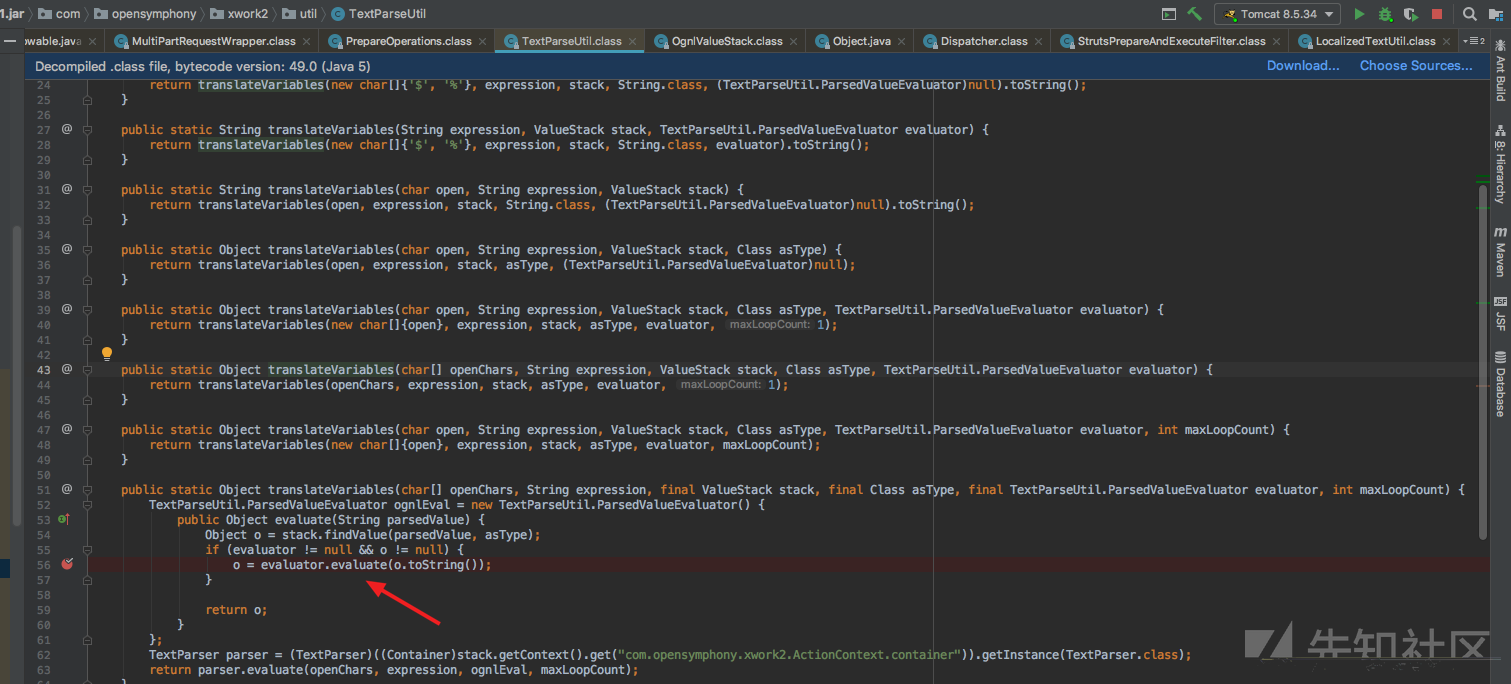 1.jar com opensymphony xwork2 util TextParseUtil Tomcat 8.5.34
wable.java MultiPartRequestWrapper.class PrepareOperations.class TextParseUtil.class OgnlValueStack.class Object.java Dispatcher.class StrutsPrepareAndExecuteFilter.class LocalizedTextUtil.class 2
Decompiled .class file, bytecode version: 49.0 (Java 5) Download... Choose Sources...
24 return translateVariables(new char[]{'$', '%'}, expression, stack, String.class, (TextParseUtil.ParsedValueEvaluator)null).toString();
25 }
26
27 @ public static String translateVariables(String expression, ValueStack stack, TextParseUtil.ParsedValueEvaluator evaluator) {
28 return translateVariables(new char[]{'$', '%'}, expression, stack, String.class, evaluator).toString();
29 }
30
31 @ public static String translateVariables(char open, String expression, ValueStack stack) {
32 return translateVariables(open, expression, stack, String.class, (TextParseUtil.ParsedValueEvaluator)null).toString();
33 }
34
35 @ public static Object translateVariables(char open, String expression, ValueStack stack, Class asType) {
36 return translateVariables(open, expression, stack, asType, (TextParseUtil.ParsedValueEvaluator)null);
37 }
38
39 @ public static Object translateVariables(char open, String expression, ValueStack stack, Class asType, TextParseUtil.ParsedValueEvaluator evaluator) {
40 return translateVariables(new char[]{open}, expression, stack, asType, evaluator, maxLoopCount: 1);
41 }
42
43 @ public static Object translateVariables(char[] openChars, String expression, ValueStack stack, Class asType, TextParseUtil.ParsedValueEvaluator evaluator) {
44 return translateVariables(openChars, expression, stack, asType, evaluator, maxLoopCount: 1);
45 }
46
47 @ public static Object translateVariables(char open, String expression, ValueStack stack, Class asType, TextParseUtil.ParsedValueEvaluator evaluator, int maxLoopCount) {
48 return translateVariables(new char[]{open}, expression, stack, asType, evaluator, maxLoopCount);
49 }
50
51 @ public static Object translateVariables(char[] openChars, String expression, final ValueStack stack, final Class asType, final TextParseUtil.ParsedValueEvaluator evaluator, int maxLoopCount) {
52 TextParseUtil.ParsedValueEvaluator ognlEval = new TextParseUtil.ParsedValueEvaluator() {
53 public Object evaluate(String parsedValue) {
54 Object o = stack.findValue(parsedValue, asType);
55 if (evaluator != null && o != null) {
56 o = evaluator.evaluate(o.toString());
57 }
58
59 return o;
60 }
61 };
62 TextParser parser = (TextParser)((Container)stack.getContext().get("com.opensymphony.xwork2.ActionContext.container")).getInstance(TextParser.class);
63 return parser.evaluate(openChars, expression, ognlEval, maxLoopCount);
Ant Build
8: Hierarchy
Maven
JSF
JSF
Database
先知社区